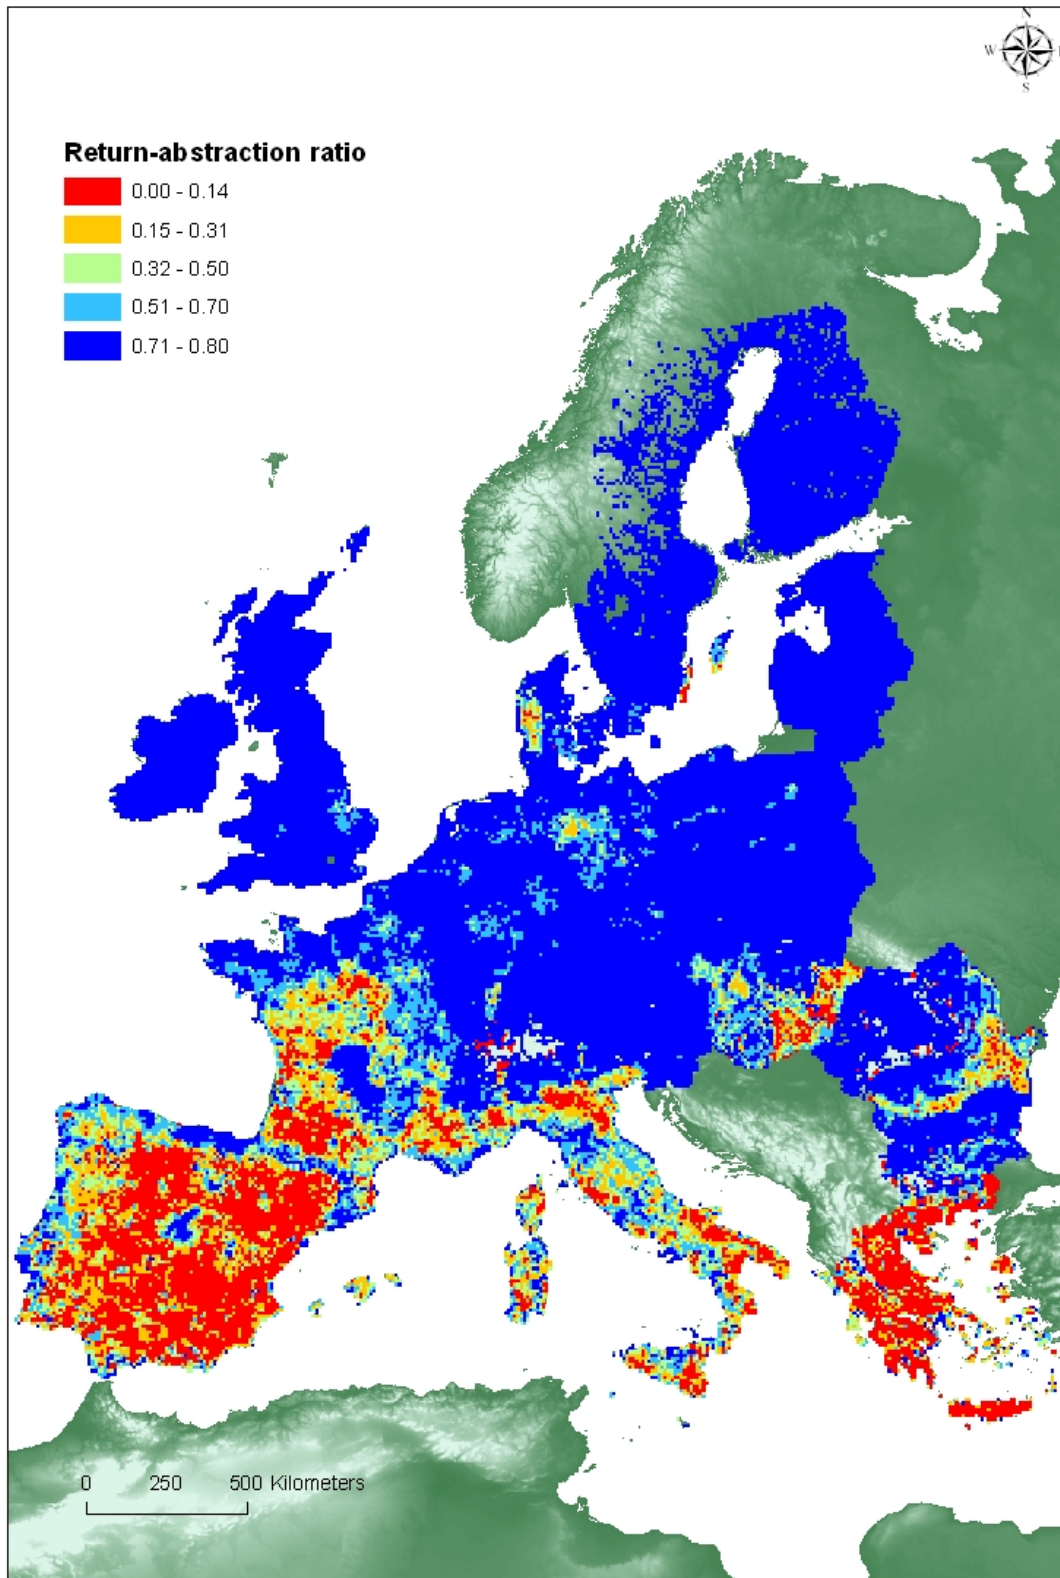 N
W
S
Return-abstraction ratio
0.00 - 0.14
0.15 - 0.31
0.32 - 0.50
0.51 - 0.70
0.71 - 0.80
0 250 500 Kilometers